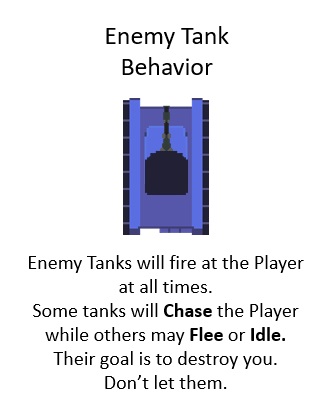 Enemy Tank
Behavior
Enemy Tanks will fire at the Player
at all times.
Some tanks will Chase the Player
while others may Flee or Idle.
Their goal is to destroy you.
Don't let them.